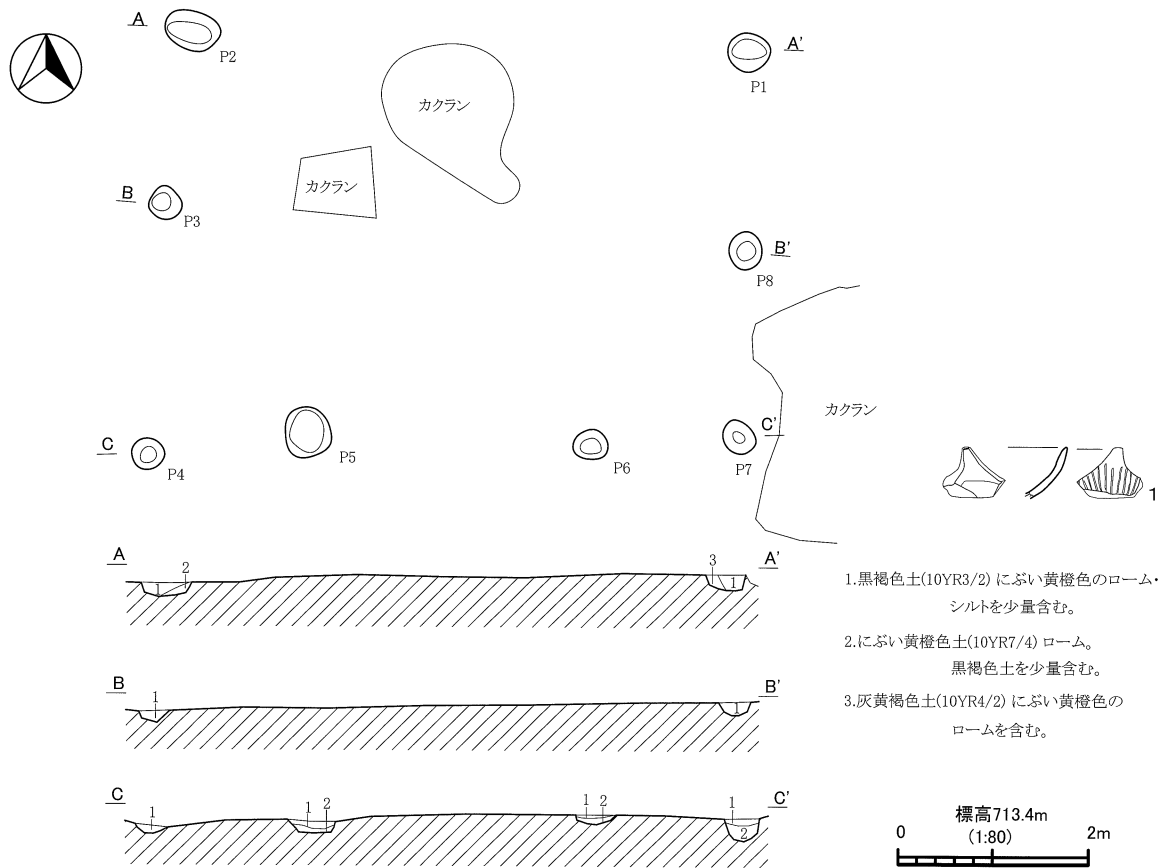 A
P2
A'
P1
カクラン
カクラン
B
P3
B'
P8
カクラン
C
P4
P5
P6
C'
P7
1
A
1
2
3
1
A'
B
1
1
B'
C
1
1
2
1
2
1
2
C'
1.黒褐色土(10YR3/2) にぶい黄橙色のローム・
シルトを少量含む。
2.にぶい黄橙色土(10YR7/4) ローム。
黒褐色土を少量含む。
3.灰黄褐色土(10YR4/2) にぶい黄橙色の
ロームを含む。
標高713.4m
(1:80)
0 2m